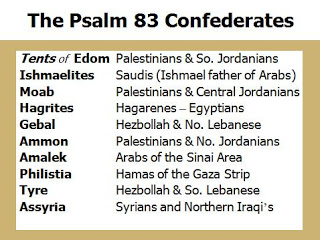 The Psalm 83 Confederates
Tents of Edom Palestinians & So. Jordanians
Ishmaelites Saudis (Ishmael father of Arabs)
Moab Palestinians & Central Jordanians
Hagrites Hagarenes – Egyptians
Gebal Hezbollah & No. Lebanese
Ammon Palestinians & No. Jordanians
Amalek Arabs of the Sinai Area
Philistia Hamas of the Gaza Strip
Tyre Hezbollah & So. Lebanese
Assyria Syrians and Northern Iraqi's